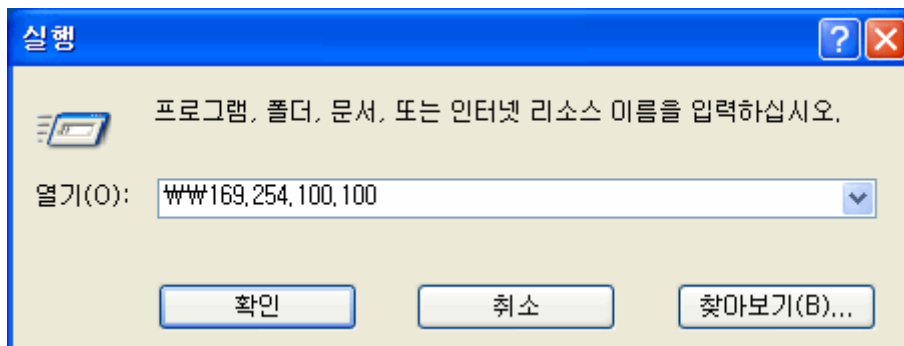 실행
프로그램, 폴더, 문서, 또는 인터넷 리소스 이름을 입력하십시오.
열기(O): ₩₩169.254.100.100
확인 취소 찾아보기(B)...